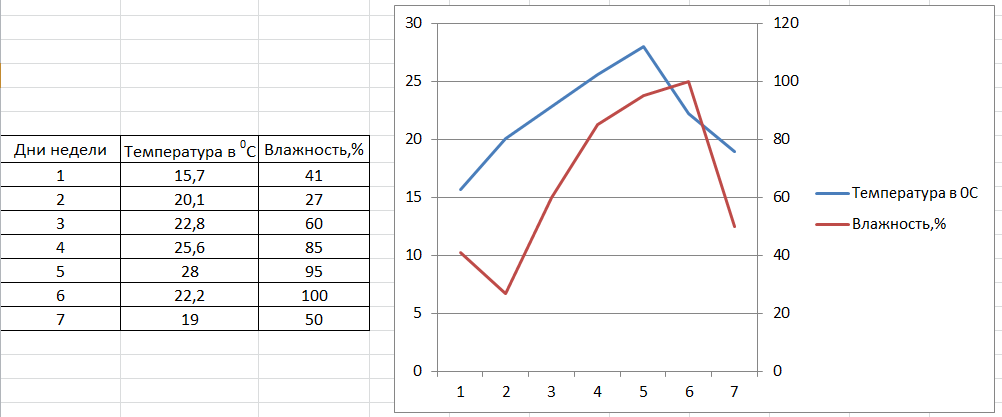 Дни недели Температура в ⁰С Влажность,%
1 15,7 41
2 20,1 27
3 22,8 60
4 25,6 85
5 28 95
6 22,2 100
7 19 50
30 120
25 100
20 80
15 60
10 40
5 20
0 0
1 2 3 4 5 6 7
Температура в 0С
Влажность,%